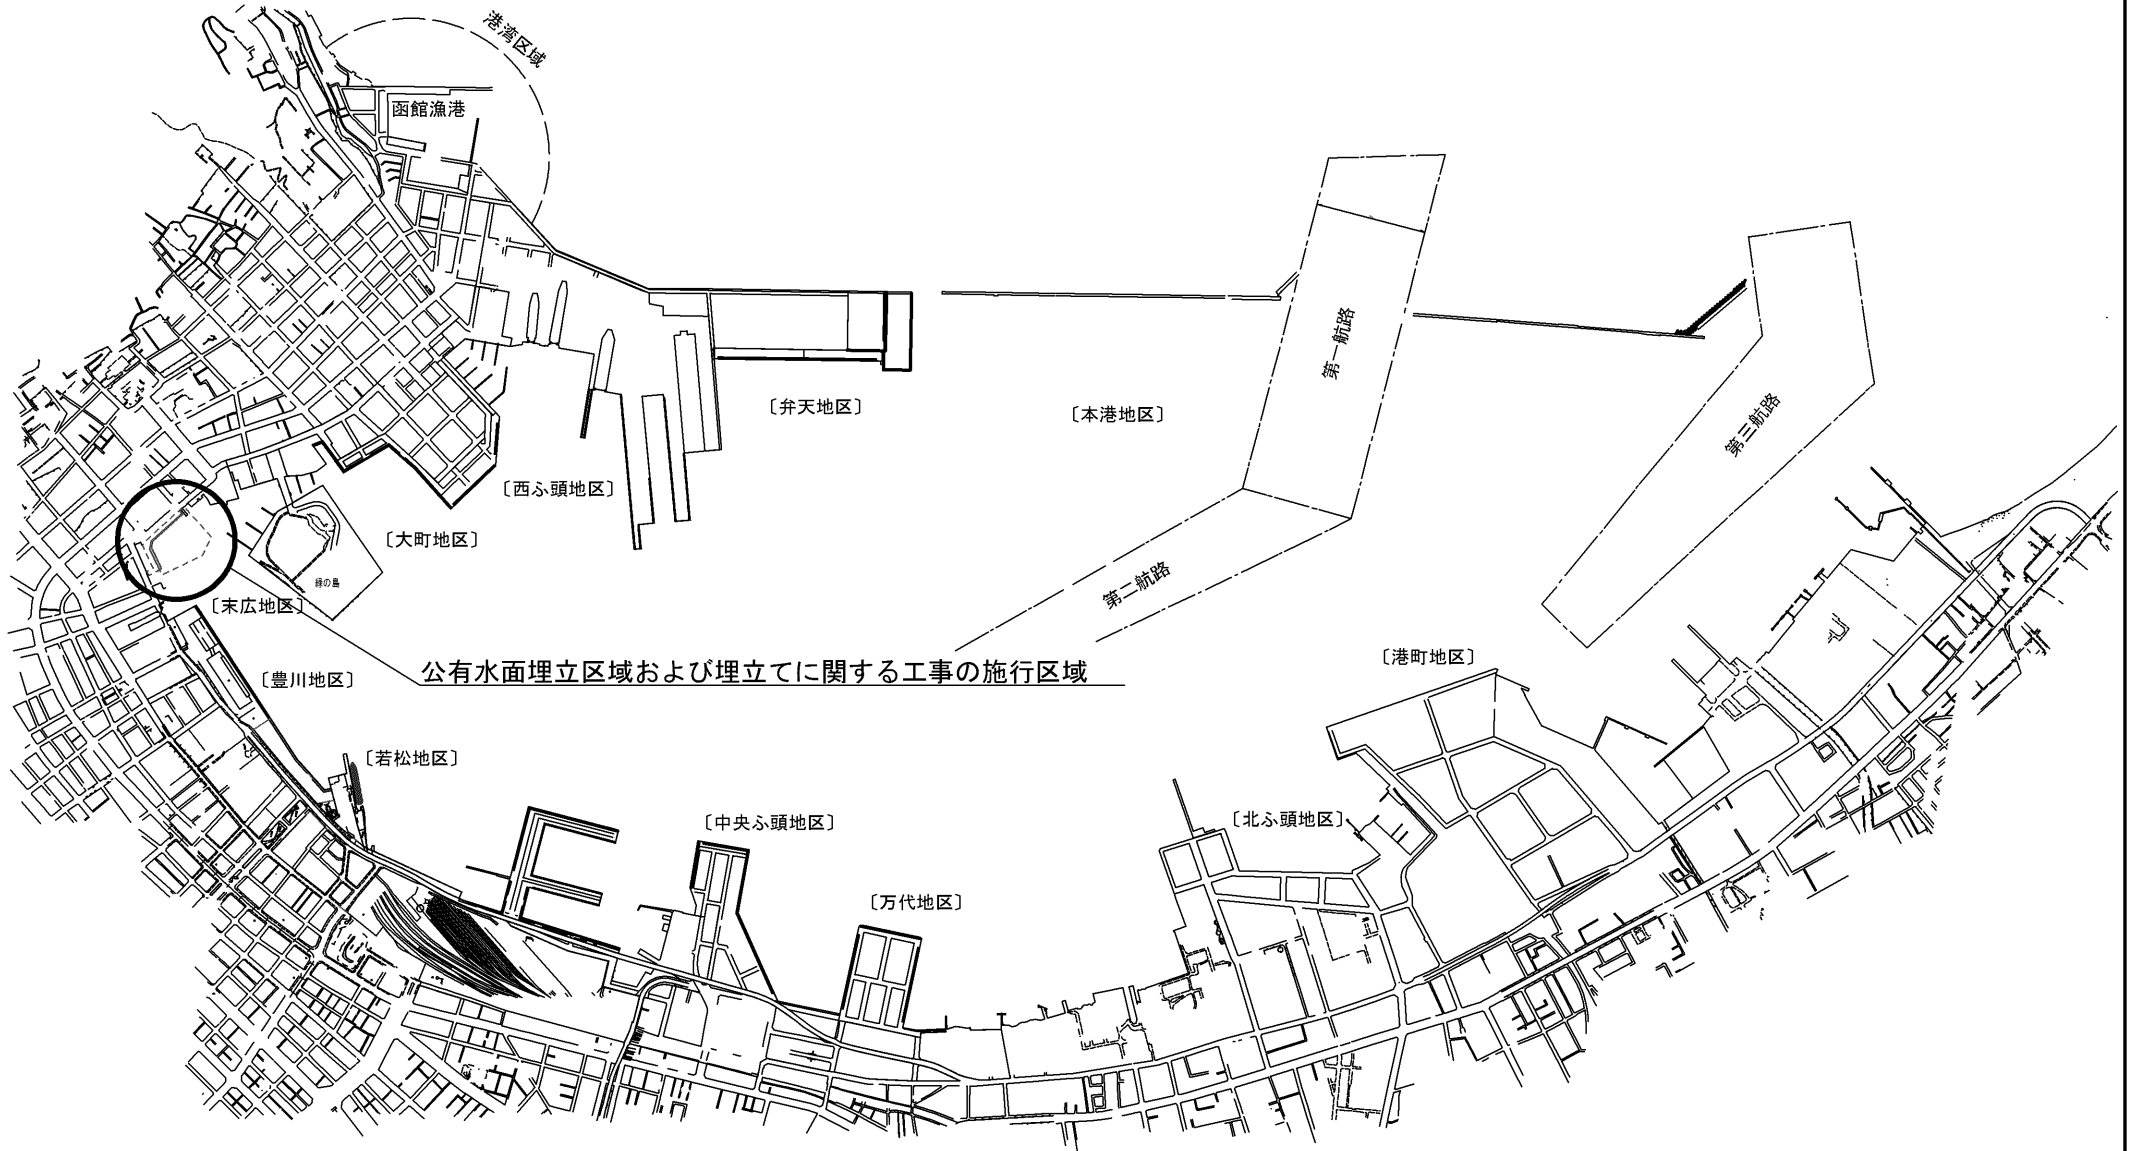 港湾区域
函館漁港
第一航路
第三航路
〔弁天地区〕
〔本港地区〕
〔西ふ頭地区〕
〔大町地区〕
緑の島
第二航路
〔末広地区〕
公有水面埋立区域および埋立てに関する工事の施行区域
〔豊川地区〕
〔港町地区〕
〔若松地区〕
〔中央ふ頭地区〕
〔北ふ頭地区〕
〔万代地区〕